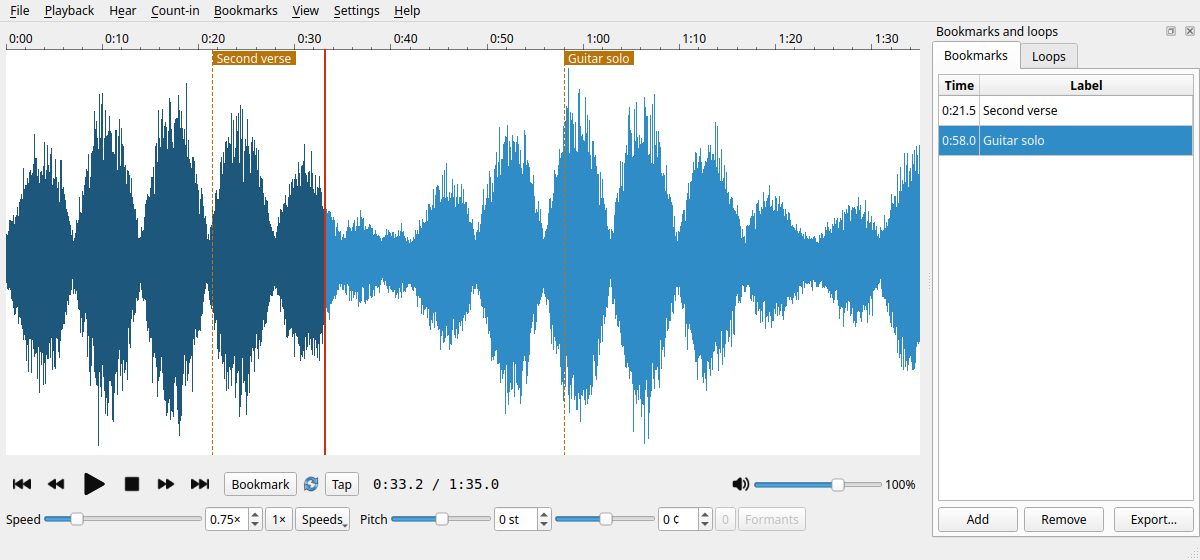 File Playback Hear Count-in Bookmarks View Settings Help
0:00 0:10 0:20 0:30 0:40 0:50 1:00 1:10 1:20 1:30
Second verse Guitar solo
Bookmarks and loops
Bookmarks Loops
Time Label
0:21.5 Second verse
0:58.0 Guitar solo
Bookmark Tap 0:33.2 / 1:35.0 100%
Speed 0.75× 1× Speeds Pitch 0 st 0 ¢ 0 Formants
Add Remove Export...